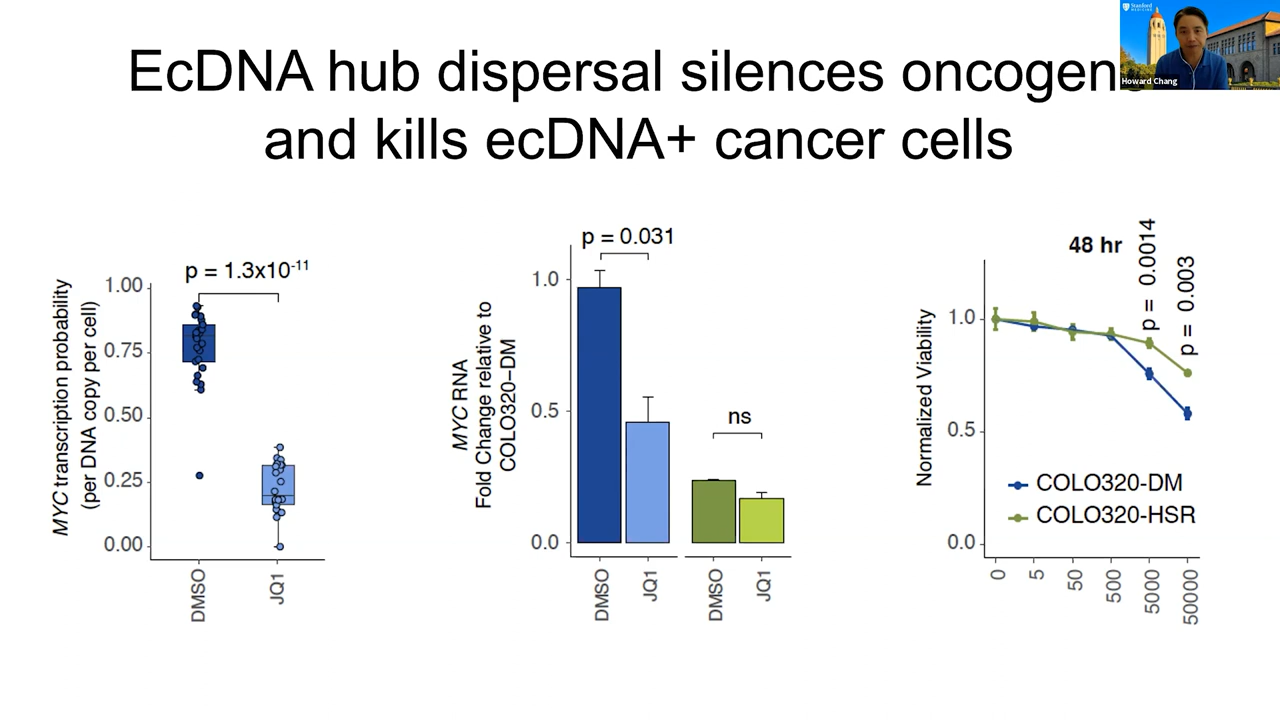 EcDNA hub dispersal silences oncogen
and kills ecDNA+ cancer cells
Stanford
MEDICINE
Howard Chang
p = 1.3x10-11
MYC transcription probability
(per DNA copy per cell)
1.00
0.75
0.50
0.25
0.00
DMSO
JQ1
p = 0.031
MYC RNA
Fold Change relative to
COLO320−DM
1.0
0.5
0.0
ns
DMSO
JQ1
DMSO
JQ1
48 hr
p = 0.0014
p = 0.003
Normalized Viability
1.0
0.5
0.0
COLO320-DM
COLO320-HSR
0
5
50
500
5000
50000